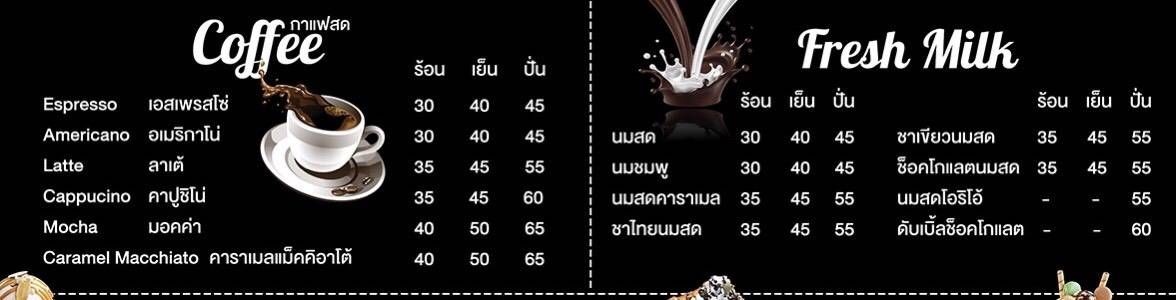 Coffee กาแฟสด
ร้อน เย็น ปั่น
Espresso เอสเพรสโซ่ 30 40 45
Americano อเมริกาโน่ 30 40 45
Latte ลาเต้ 35 45 55
Cappucino คาปูชิโน่ 35 45 60
Mocha มอคค่า 40 50 65
Caramel Macchiato คาราเมลแม็คคิอาโต้ 40 50 65
Fresh Milk
ร้อน เย็น ปั่น
นมสด 30 40 45
นมชมพู 30 40 45
นมสดคาราเมล 35 45 55
ชาไทยนมสด 35 45 55
ร้อน เย็น ปั่น
ชาเขียวนมสด 35 45 55
ช็อคโกแลตนมสด 35 45 55
นมสดโอริโอ้ - - 55
ดับเบิ้ลช็อคโกแลต - - 60